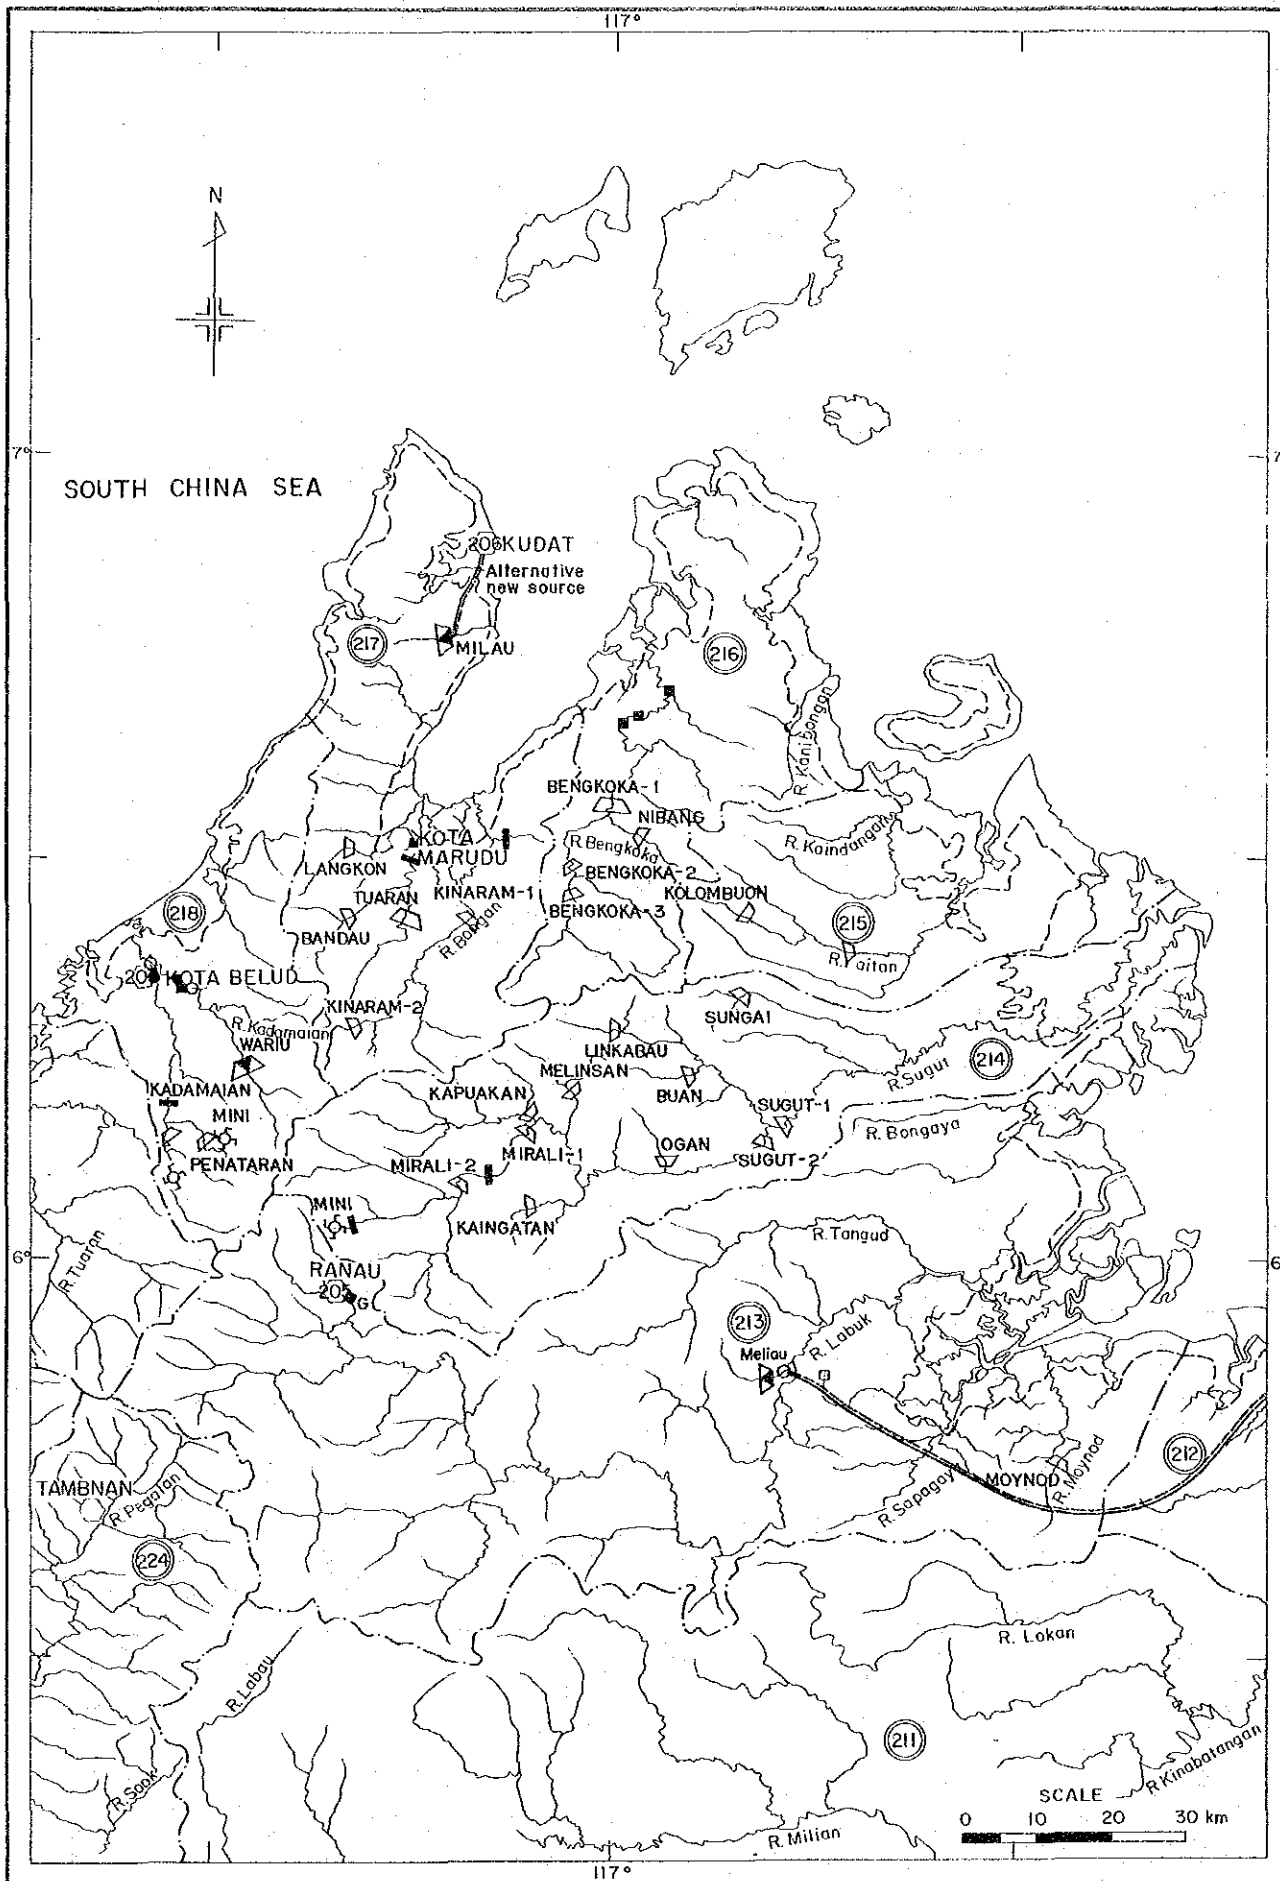 117°
N
7°
7
SOUTH CHINA SEA
206 KUDAT
Alternative
new source
217
MILAU
216
R. Kanibongan
BENGKOKA-1
NIBANG
R. Bengkoka
R. Kaindangan
KOTA
MARUDU
LANGKON
BENGKOKA-2
TUARAN
KINARAM-1
KOLOMBUON
BENGKOKA-3
218
215
BANDAU
R. Bongan
R. Paitan
KOTA BELUD
KINARAM-2
SUNGAI
R. Kadamaian
WARIU
LINKABAU
214
MELINSAN
R. Sugut
KADAMAIAN
KAPUAKAN
BUAN
MINI
SUGUT-1
R. Bongaya
OGAN
MIRALI-1
SUGUT-2
PENATARAN
MIRALI-2
MINI
KAINGATAN
R. Tangud
R. Tuaran
6°
6
RANAU
205
G
213
R. Labuk
Meliau
212
MOYNOD
R. Moynod
TAMBNAN
R. Pegalan
R. Sapagaya
224
R. Lokan
R. Labau
211
R. Sook
R Kinabatangan
SCALE
0 10 20 30 km
R. Milian
117°